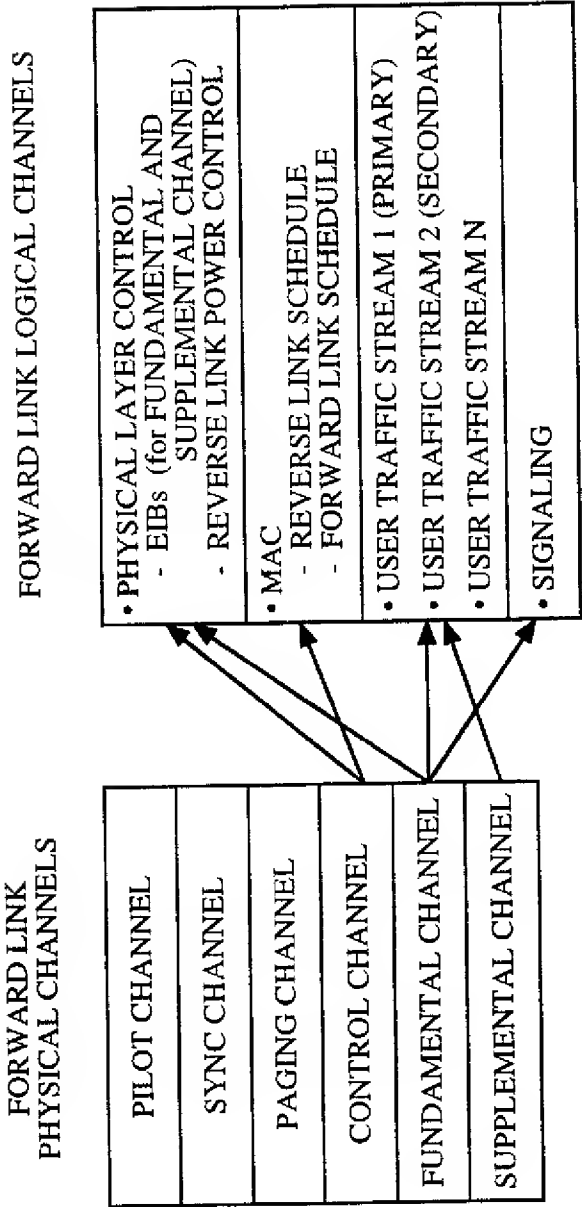 FORWARD LINK
PHYSICAL CHANNELS
PILOT CHANNEL
SYNC CHANNEL
PAGING CHANNEL
CONTROL CHANNEL
FUNDAMENTAL CHANNEL
SUPPLEMENTAL CHANNEL
FORWARD LINK LOGICAL CHANNELS
• PHYSICAL LAYER CONTROL
- EIBs (for FUNDAMENTAL AND
SUPPLEMENTAL CHANNEL)
- REVERSE LINK POWER CONTROL
• MAC
- REVERSE LINK SCHEDULE
- FORWARD LINK SCHEDULE
• USER TRAFFIC STREAM 1 (PRIMARY)
• USER TRAFFIC STREAM 2 (SECONDARY)
• USER TRAFFIC STREAM N
• SIGNALING